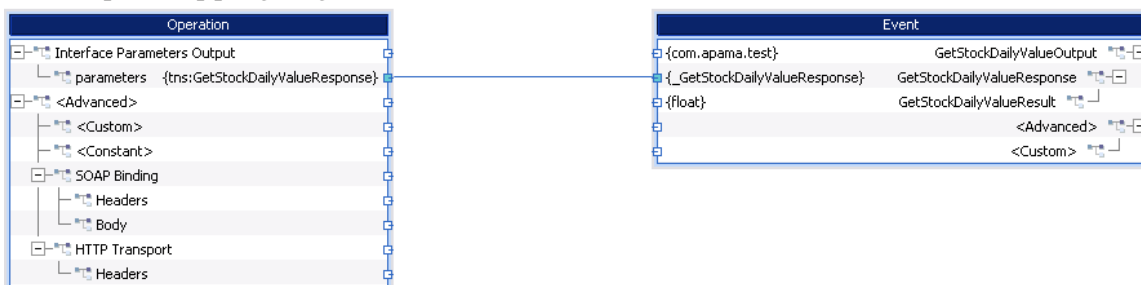 Operation
Interface Parameters Output
parameters {tns:GetStockDailyValueResponse}
<Advanced>
<Custom>
<Constant>
SOAP Binding
Headers
Body
HTTP Transport
Headers
Event
{com.apama.test} GetStockDailyValueOutput
{_GetStockDailyValueResponse} GetStockDailyValueResponse
{float} GetStockDailyValueResult
<Advanced>
<Custom>